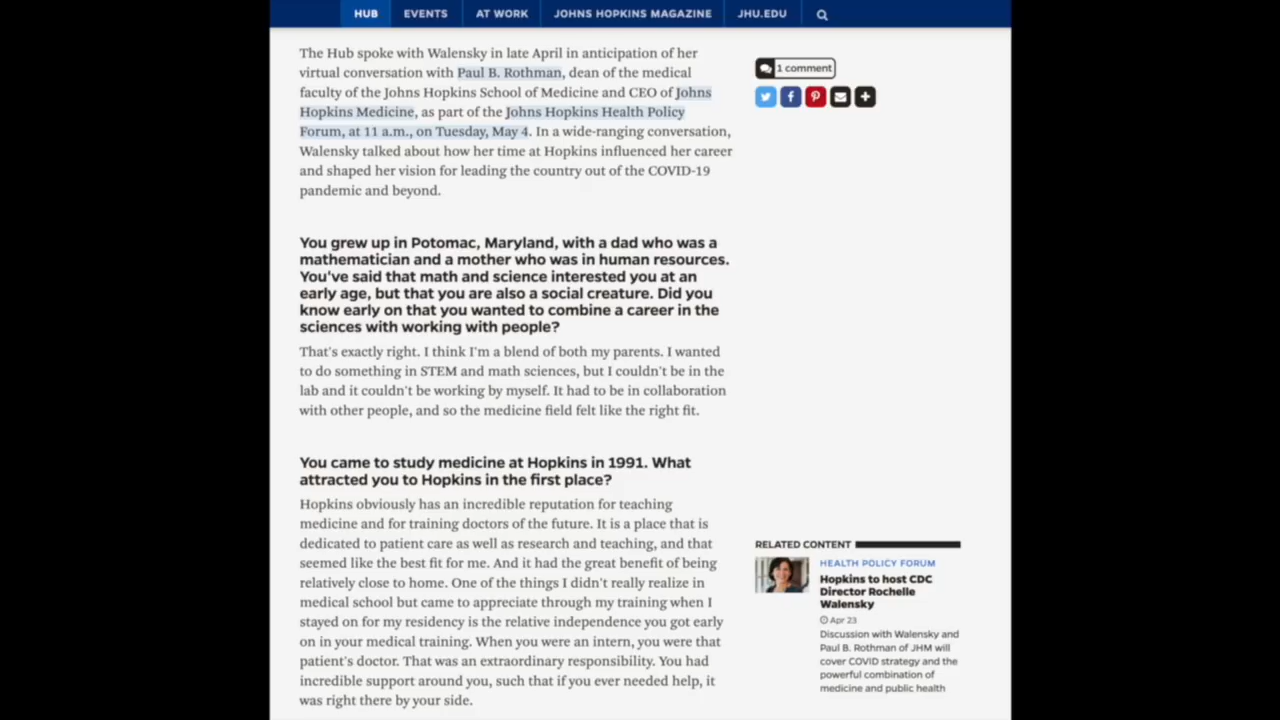 HUB EVENTS AT WORK JOHNS HOPKINS MAGAZINE JHU.EDU
The Hub spoke with Walensky in late April in anticipation of her
virtual conversation with Paul B. Rothman, dean of the medical
faculty of the Johns Hopkins School of Medicine and CEO of Johns
Hopkins Medicine, as part of the Johns Hopkins Health Policy
Forum, at 11 a.m., on Tuesday, May 4. In a wide-ranging conversation,
Walensky talked about how her time at Hopkins influenced her career
and shaped her vision for leading the country out of the COVID-19
pandemic and beyond.
You grew up in Potomac, Maryland, with a dad who was a
mathematician and a mother who was in human resources.
You've said that math and science interested you at an
early age, but that you are also a social creature. Did you
know early on that you wanted to combine a career in the
sciences with working with people?
That's exactly right. I think I'm a blend of both my parents. I wanted
to do something in STEM and math sciences, but I couldn't be in the
lab and it couldn't be working by myself. It had to be in collaboration
with other people, and so the medicine field felt like the right fit.
You came to study medicine at Hopkins in 1991. What
attracted you to Hopkins in the first place?
Hopkins obviously has an incredible reputation for teaching
medicine and for training doctors of the future. It is a place that is
dedicated to patient care as well as research and teaching, and that
seemed like the best fit for me. And it had the great benefit of being
relatively close to home. One of the things I didn't really realize in
medical school but came to appreciate through my training when I
stayed on for my residency is the relative independence you got early
on in your medical training. When you were an intern, you were that
patient's doctor. That was an extraordinary responsibility. You had
incredible support around you, such that if you ever needed help, it
was right there by your side.
1 comment
RELATED CONTENT
HEALTH POLICY FORUM
Hopkins to host CDC
Director Rochelle
Walensky
Apr 23
Discussion with Walensky and
Paul B. Rothman of JHM will
cover COVID strategy and the
powerful combination of
medicine and public health